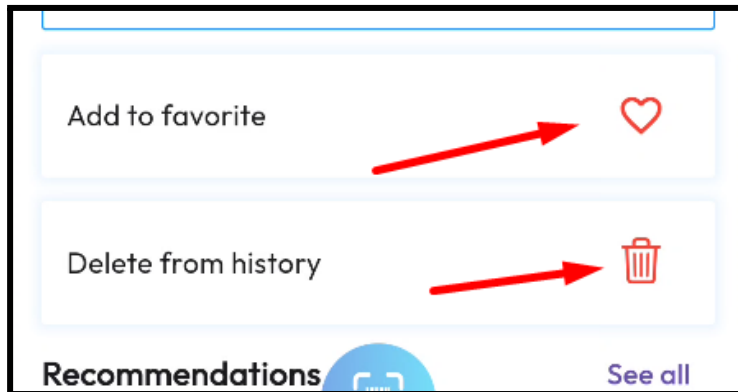 Add to favorite
Delete from history
Recommendations
See all